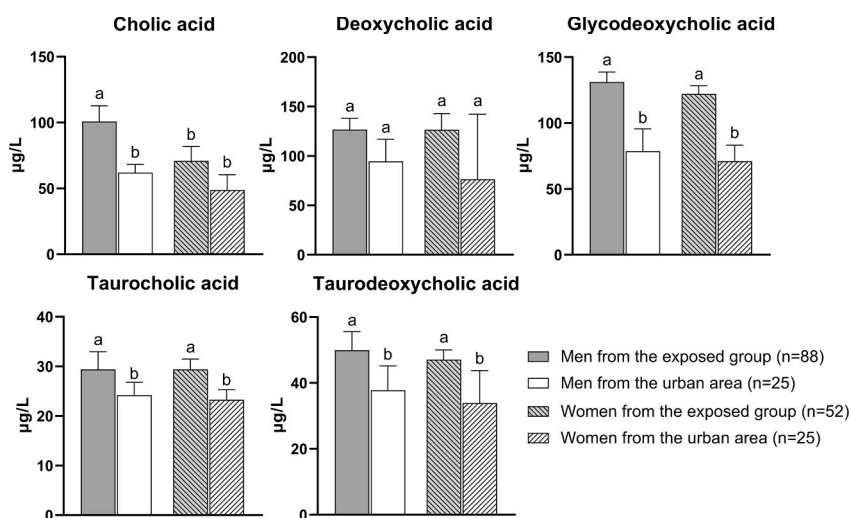 Cholic acid
150
100
50
0
µg/L
a
b
b
b
Deoxycholic acid
200
150
100
50
0
µg/L
a
a
a
a
Glycodeoxycholic acid
150
100
50
0
µg/L
a
b
a
b
Taurocholic acid
40
30
20
10
0
µg/L
a
b
a
b
Taurodeoxycholic acid
60
40
20
0
µg/L
a
b
a
b
Men from the exposed group (n=88)
Men from the urban area (n=25)
Women from the exposed group (n=52)
Women from the urban area (n=25)